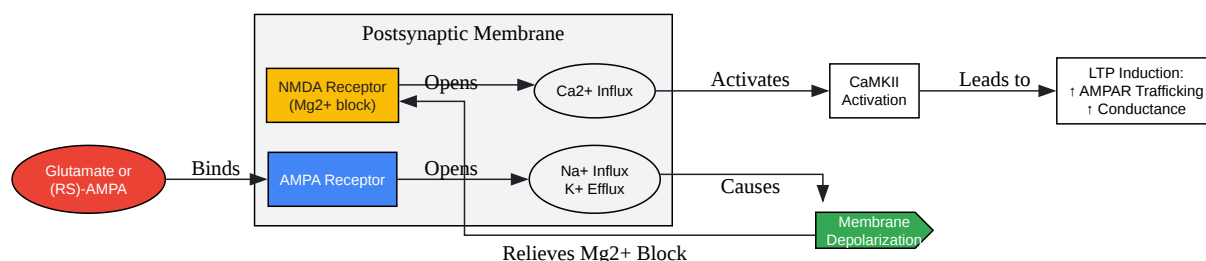 Postsynaptic Membrane
NMDA Receptor
(Mg2+ block)
Opens
Ca2+ Influx
Activates
CaMKII
Activation
Leads to
LTP Induction:
↑ AMPAR Trafficking
↑ Conductance
Glutamate or
(RS)-AMPA
Binds
AMPA Receptor
Opens
Na+ Influx
K+ Efflux
Causes
Membrane
Depolarization
Relieves Mg2+ Block